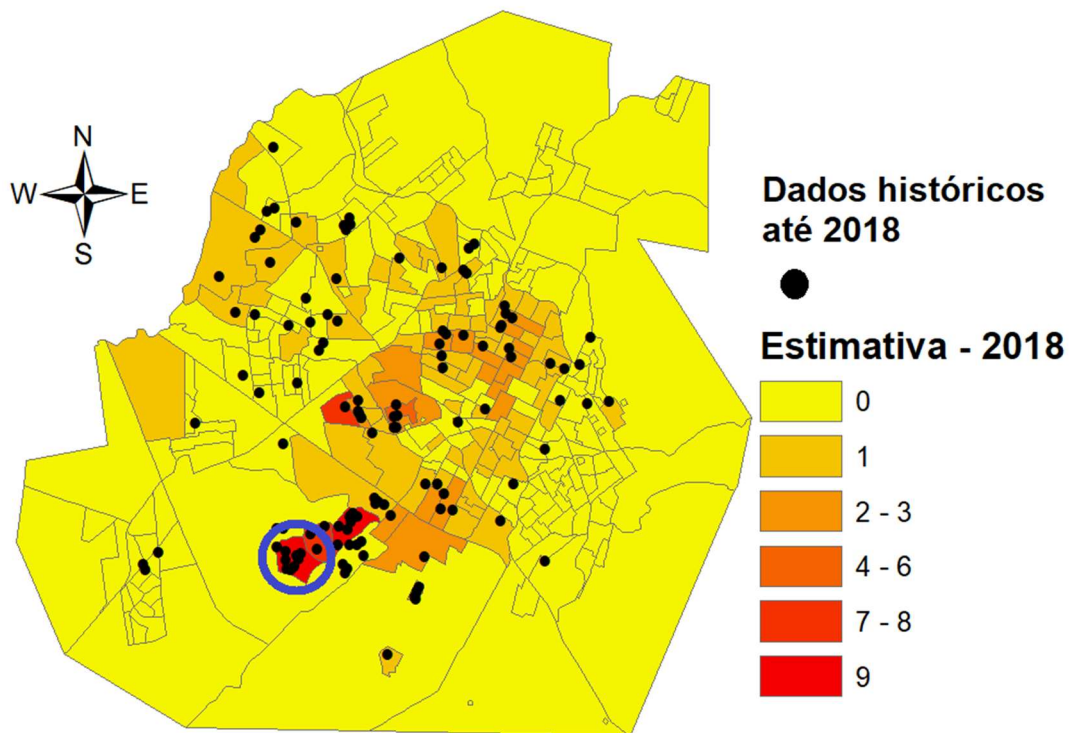 N
W E
S
Dados históricos
até 2018
Estimativa - 2018
0
1
2 - 3
4 - 6
7 - 8
9